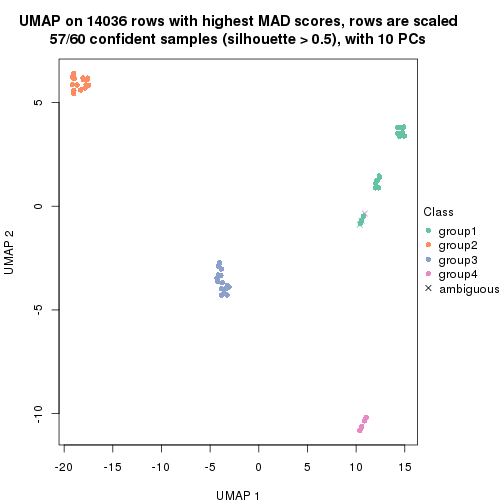 UMAP on 14036 rows with highest MAD scores, rows are scaled
57/60 confident samples (silhouette > 0.5), with 10 PCs
5
0
-5
-10
UMAP 2
-20
-15
-10
-5
0
5
10
15
UMAP 1
Class
group1
group2
group3
group4
ambiguous